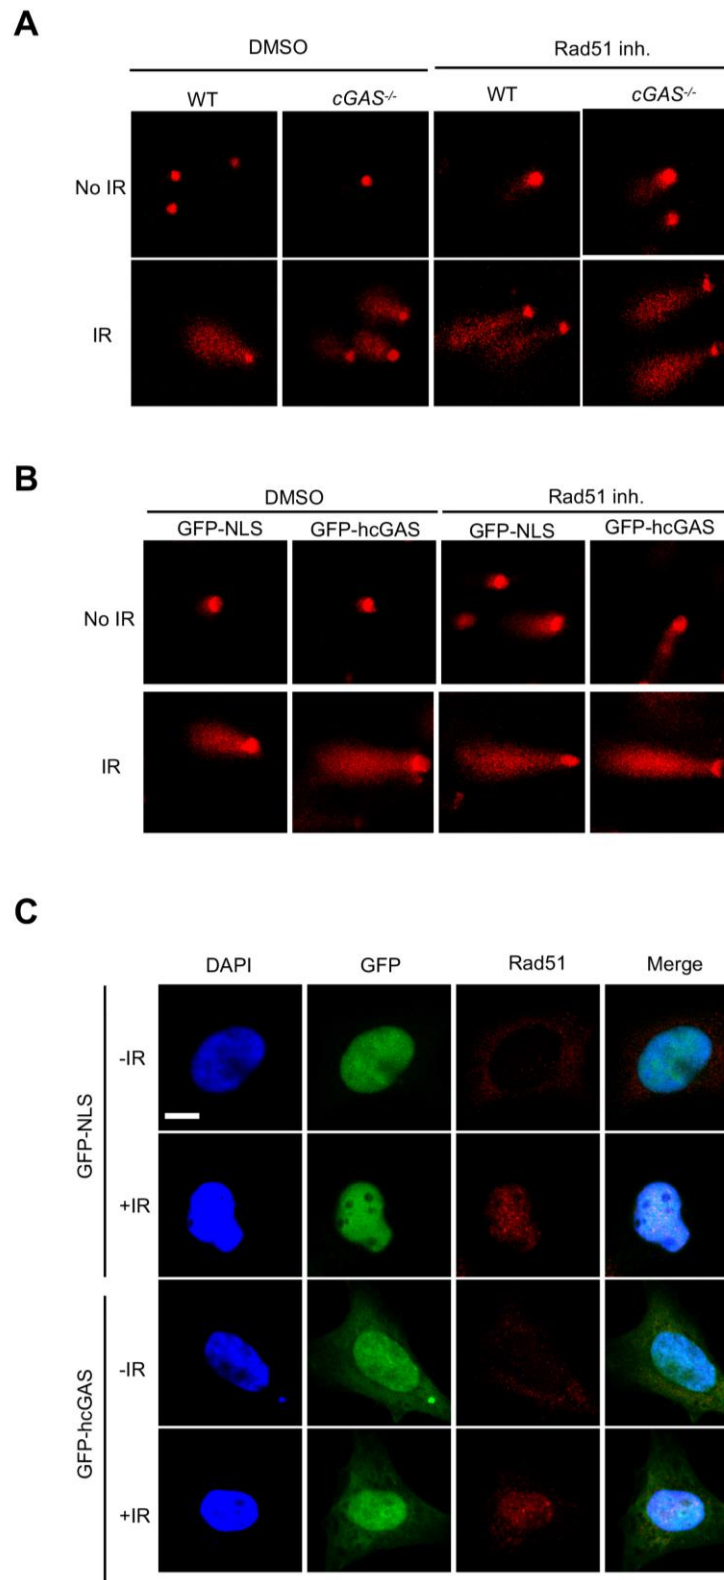 A
DMSO Rad51 inh.
WT cGAS-/- WT cGAS-/-
No IR
IR
B
DMSO Rad51 inh.
GFP-NLS GFP-hcGAS GFP-NLS GFP-hcGAS
No IR
IR
C
DAPI GFP Rad51 Merge
GFP-NLS
-IR
+IR
GFP-hcGAS
-IR
+IR